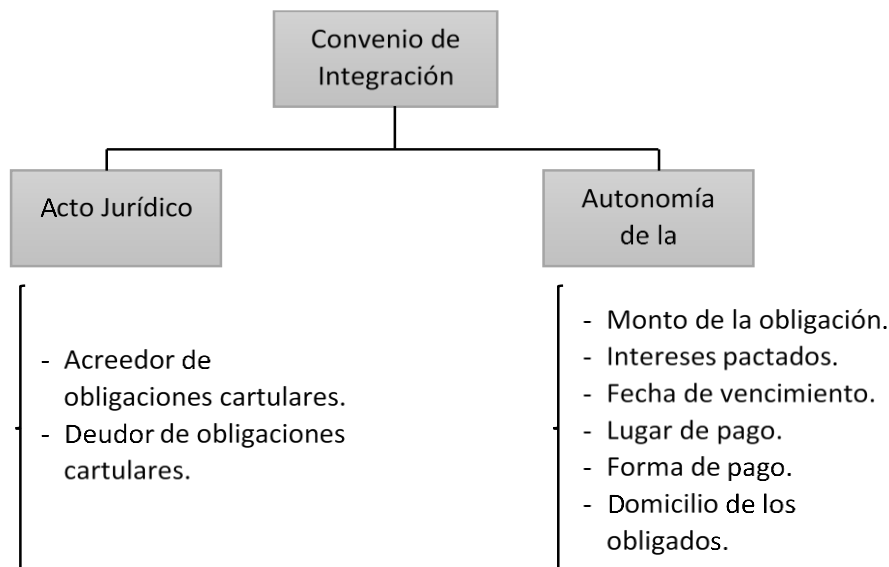 Convenio de
Integración
Acto Jurídico
Autonomía
de la
- Acreedor de
obligaciones cartulares.
- Deudor de obligaciones
cartulares.
- Monto de la obligación.
- Intereses pactados.
- Fecha de vencimiento.
- Lugar de pago.
- Forma de pago.
- Domicilio de los
obligados.